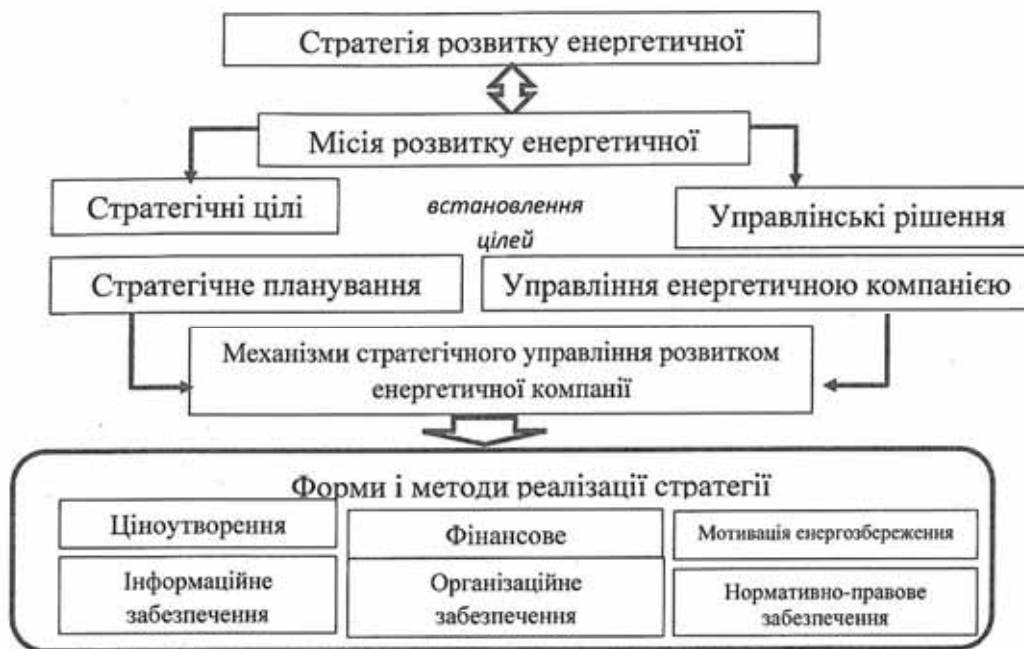 Стратегія розвитку енергетичної
Місія розвитку енергетичної
Стратегічні цілі
встановлення
цілей
Управлінські рішення
Стратегічне планування
Управління енергетичною компанією
Механізми стратегічного управління розвитком
енергетичної компанії
Форми і методи реалізації стратегії
Ціноутворення
Фінансове
Мотивація енергозбереження
Інформаційне
забезпечення
Організаційне
забезпечення
Нормативно-правове
забезпечення